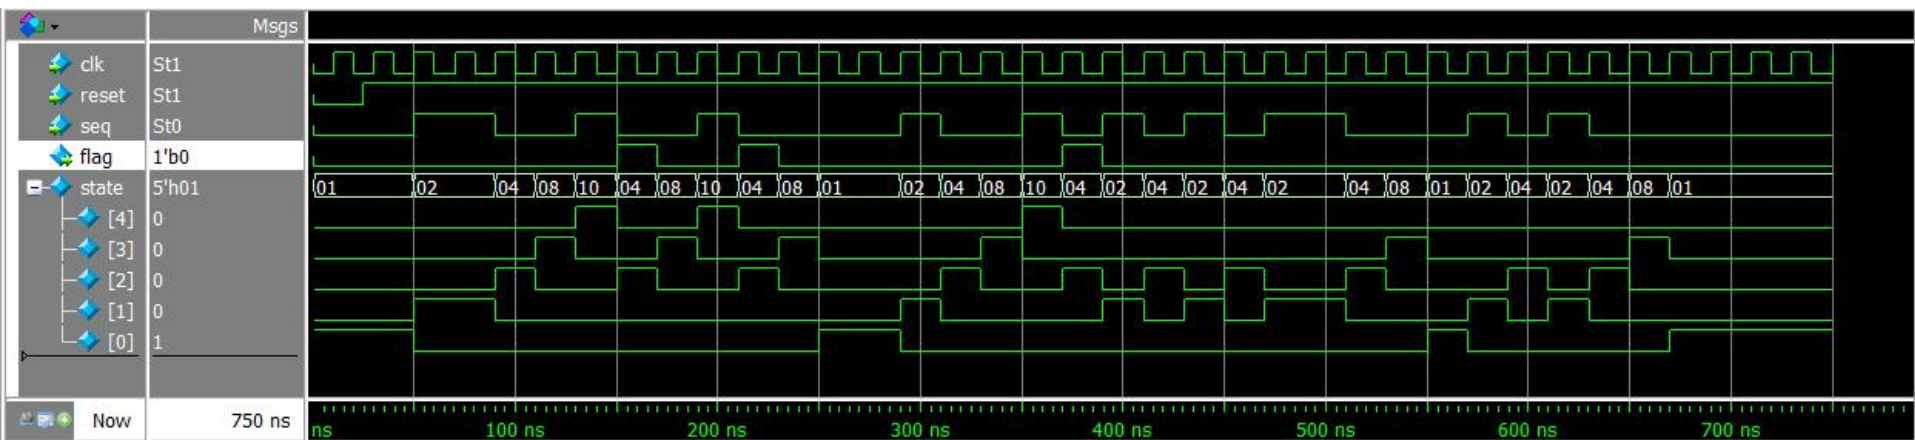 Msgs
clk St1
reset St1
seq St0
flag 1'b0
state 5'h01 01 02 04 08 10 04 08 10 04 08 01 02 04 08 10 04 02 04 02 04 02 04 08 01 02 04 02 04 08 01
[4] 0
[3] 0
[2] 0
[1] 0
[0] 1
Now 750 ns ns 100 ns 200 ns 300 ns 400 ns 500 ns 600 ns 700 ns